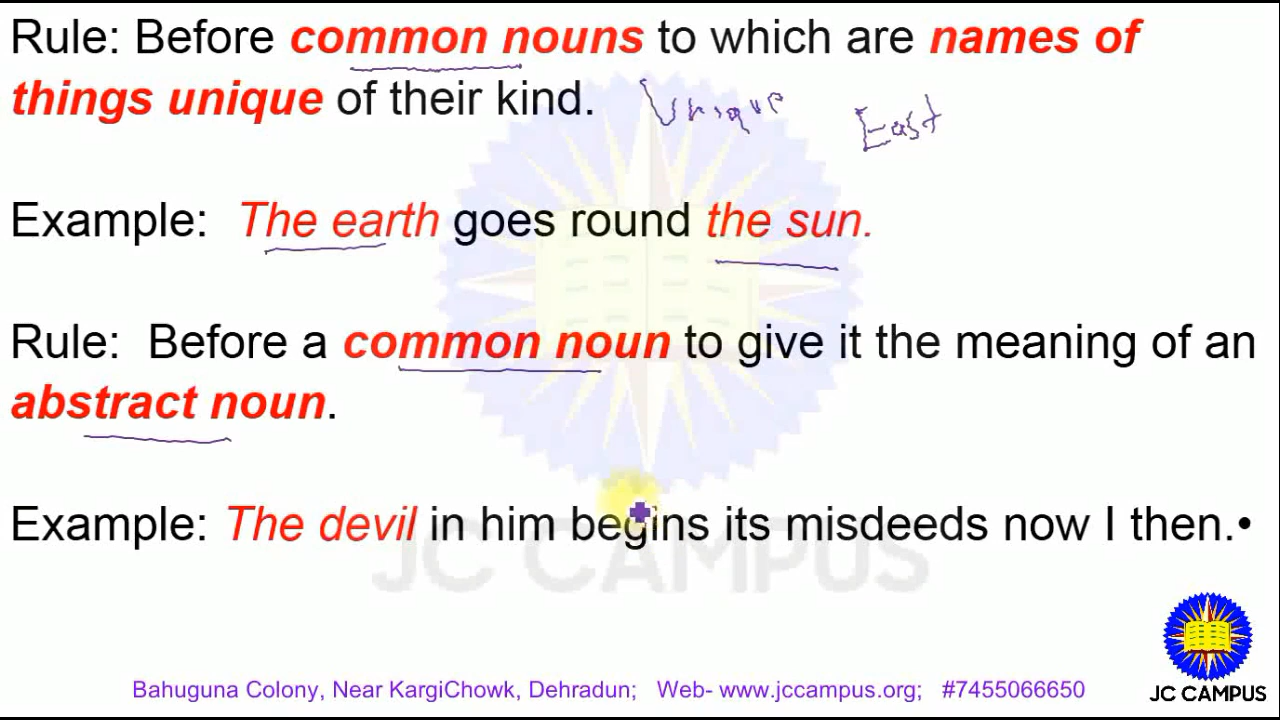 Rule: Before common nouns to which are names of
things unique of their kind.
Unique East
Example: The earth goes round the sun.
Rule: Before a common noun to give it the meaning of an
abstract noun.
Example: The devil in him begins its misdeeds now I then.•
JC CAMPUS
Bahuguna Colony, Near KargiChowk, Dehradun; Web- www.jccampus.org; #7455066650
JC CAMPUS